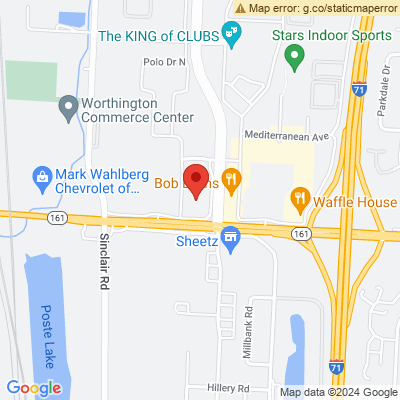 Map error: g.co/staticmaperror
The KING of CLUBS
Stars Indoor Sports
Polo Dr N
71
Parkdale Dr
Worthington
Commerce Center
Mediterranean Ave
Mark Wahlberg
Chevrolet of...
Bob Evans
Waffle House
161
161
Sheetz
Sinclair Rd
Poste Lake
Millbank Rd
71
Hillery Rd
Google
Map data ©2024 Google